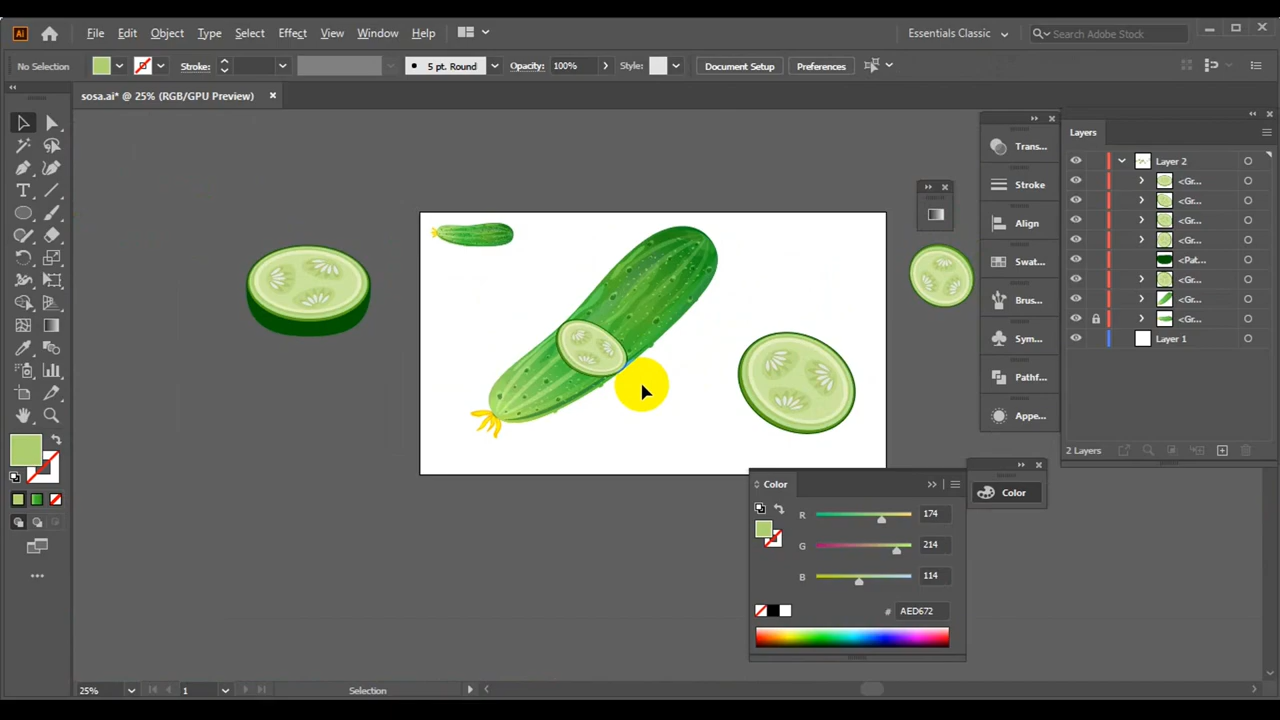 Ai File Edit Object Type Select Effect View Window Help Essentials Classic Search Adobe Stock
No Selection Stroke: 5 pt. Round Opacity: 100% Style: Document Setup Preferences
sosa.ai* @ 25% (RGB/GPU Preview)
Trans...
Stroke
Align
Swat...
Brus...
Sym...
Pathf...
Appe...
Layers
Layer 2
<Gr...
<Gr...
<Gr...
<Gr...
<Pat...
<Gr...
<Gr...
<Gr...
Layer 1
2 Layers
Color
R 174
G 214
B 114
# AED672
Color
25% 1 Selection